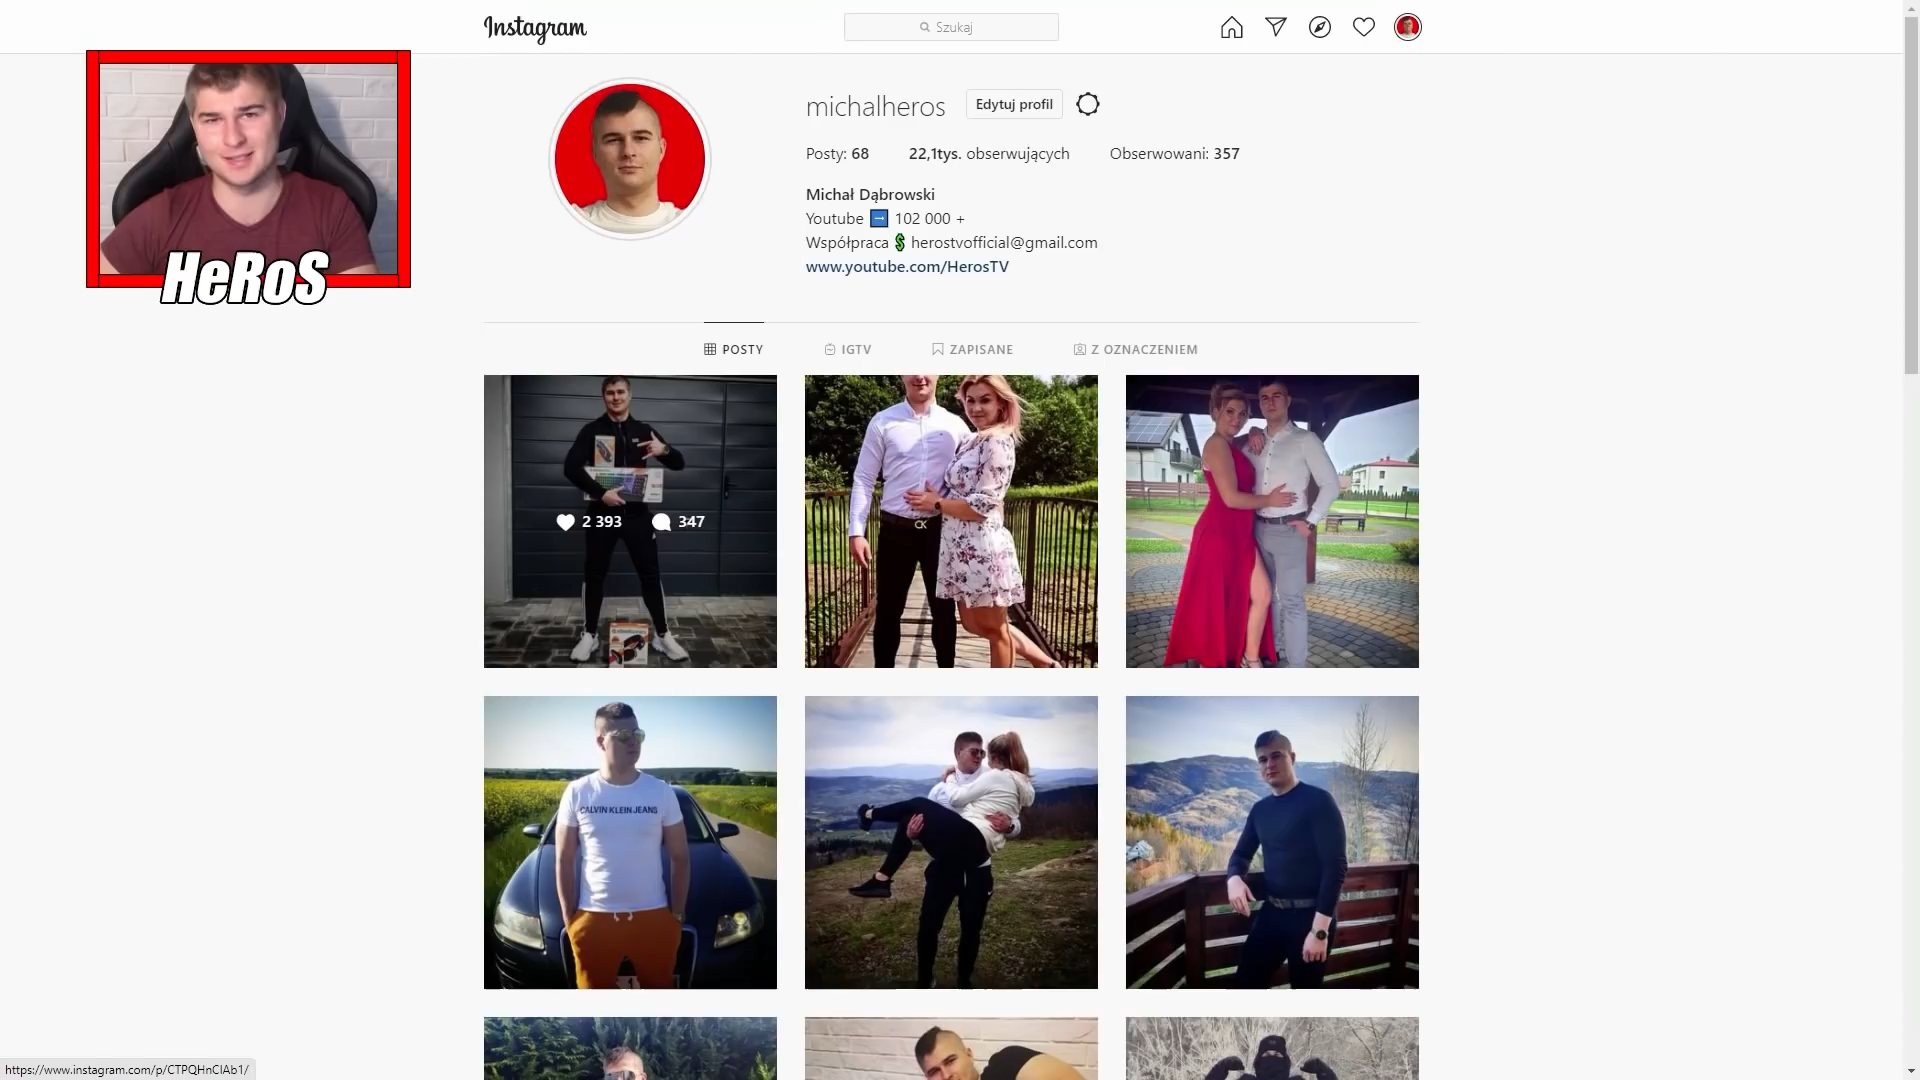 Instagram
Szukaj
HeRoS
michalheros
Edytuj profil
Posty: 68 22,1tys. obserwujących Obserwowani: 357
Michał Dąbrowski
Youtube ➡ 102 000 +
Współpraca 💲 herostvofficial@gmail.com
www.youtube.com/HerosTV
POSTY IGTV ZAPISANE Z OZNACZENIEM
2 393 347
CK
CALVIN KLEIN JEANS
https://www.instagram.com/p/CTPQHnClAb1/